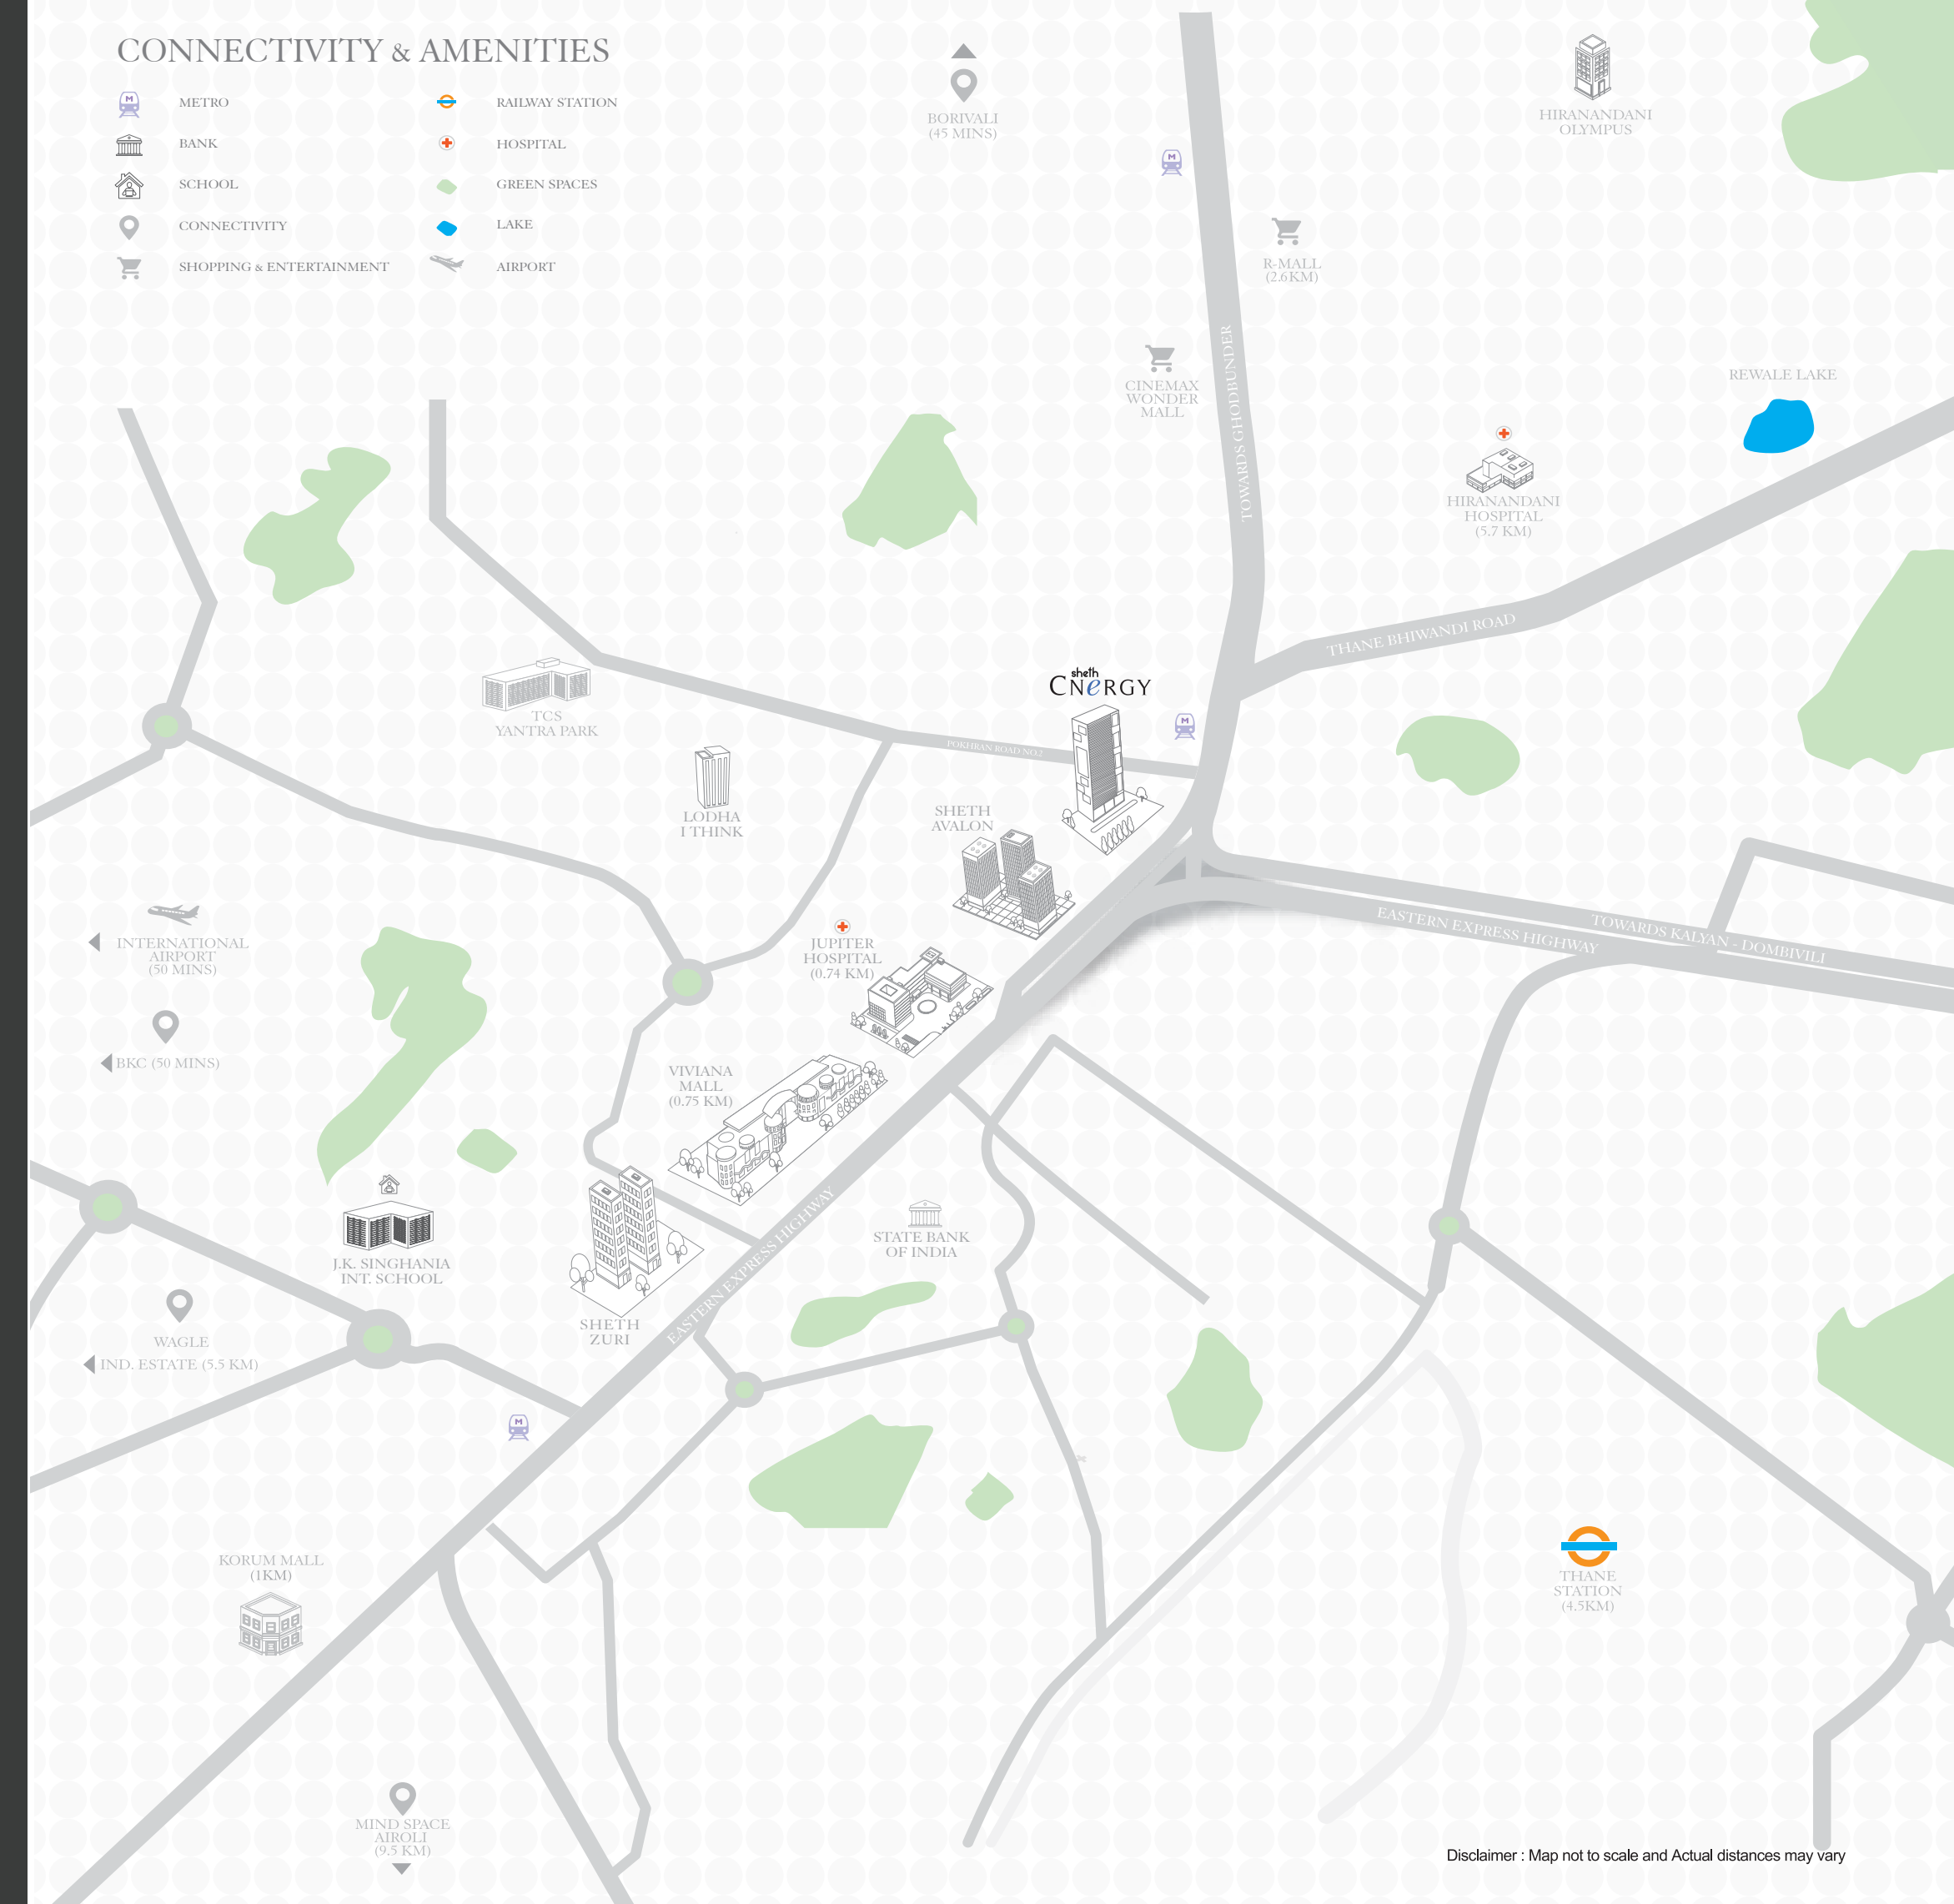 CONNECTIVITY & AMENITIES
METRO
BANK
SCHOOL
CONNECTIVITY
SHOPPING & ENTERTAINMENT
RAILWAY STATION
HOSPITAL
GREEN SPACES
LAKE
AIRPORT
BORIVALI
(45 MINS)
HIRANANDANI
OLYMPUS
R-MALL
(2.6KM)
CINEMAX
WONDER
MALL
TOWARDS GHODBUNDER
REWALE LAKE
HIRANANDANI
HOSPITAL
(5.7 KM)
THANE BHIWANDI ROAD
TCS
YANTRA PARK
sheth
CNeRGY
POKHRAN ROAD NO.2
LODHA
I THINK
SHETH
AVALON
INTERNATIONAL
AIRPORT
(50 MINS)
JUPITER
HOSPITAL
(0.74 KM)
EASTERN EXPRESS HIGHWAY
TOWARDS KALYAN - DOMBIVILI
BKC (50 MINS)
VIVIANA
MALL
(0.75 KM)
J.K. SINGHANIA
INT. SCHOOL
STATE BANK
OF INDIA
EASTERN EXPRESS HIGHWAY
SHETH
ZURI
WAGLE
IND. ESTATE (5.5 KM)
KORUM MALL
(1KM)
THANE
STATION
(4.5KM)
MIND SPACE
AIROLI
(9.5 KM)
Disclaimer : Map not to scale and Actual distances may vary